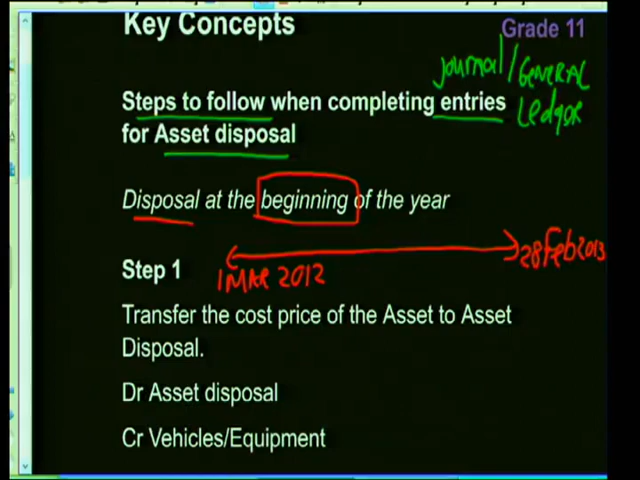 Key Concepts
Grade 11
Journal/GENERAL
Ledger
Steps to follow when completing entries
for Asset disposal
Disposal at the beginning of the year
1 MAR 2012
28 Feb 2013
Step 1
Transfer the cost price of the Asset to Asset
Disposal.
Dr Asset disposal
Cr Vehicles/Equipment